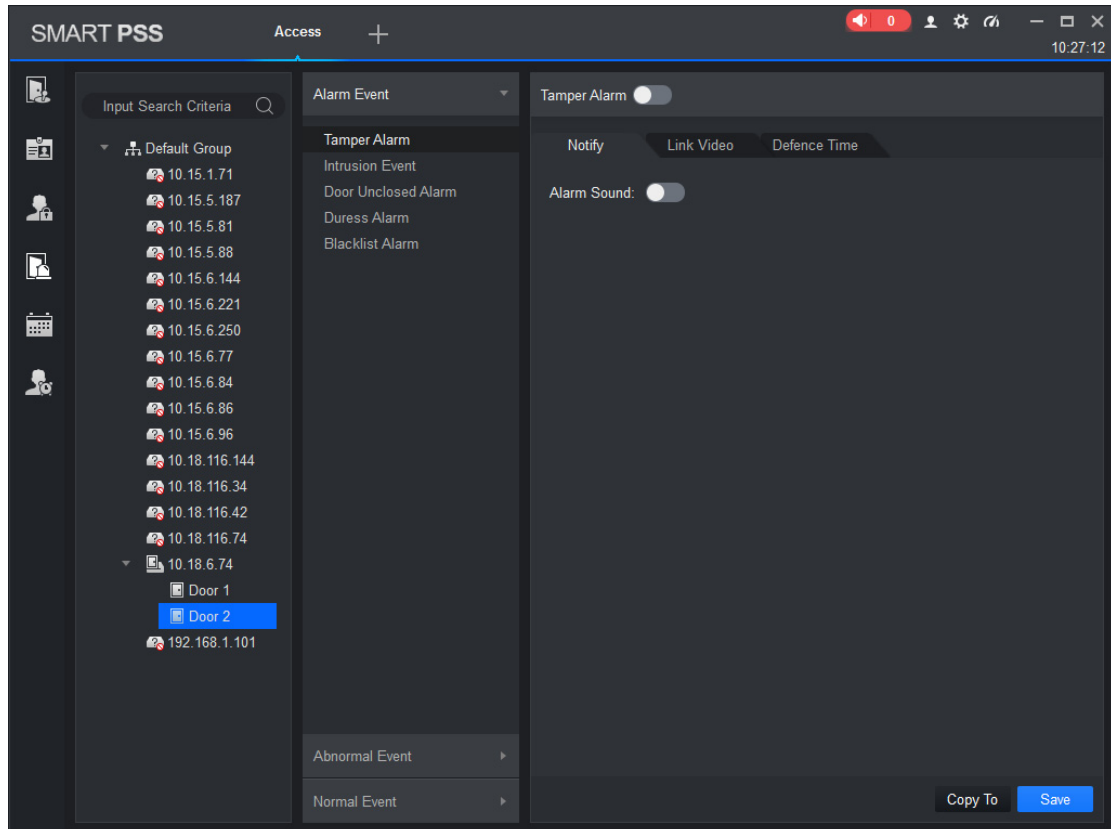 SMART PSS
Access
0
10:27:12
Input Search Criteria
Default Group
10.15.1.71
10.15.5.187
10.15.5.81
10.15.5.88
10.15.6.144
10.15.6.221
10.15.6.250
10.15.6.77
10.15.6.84
10.15.6.86
10.15.6.96
10.18.116.144
10.18.116.34
10.18.116.42
10.18.116.74
10.18.6.74
Door 1
Door 2
192.168.1.101
Alarm Event
Tamper Alarm
Intrusion Event
Door Unclosed Alarm
Duress Alarm
Blacklist Alarm
Abnormal Event
Normal Event
Tamper Alarm
Notify Link Video Defence Time
Alarm Sound:
Copy To Save